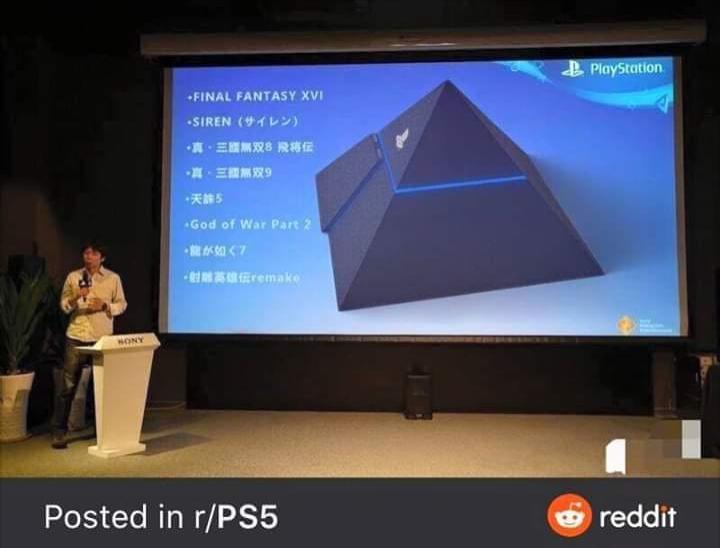 PlayStation
・FINAL FANTASY XVI
・SIREN (サイレン)
・真・三國無双8 飛将伝
・真・三國無双9
・天誅5
・God of War Part 2
・龍が如く7
・射鵰英雄伝remake
SONY
Posted in r/PS5
reddit